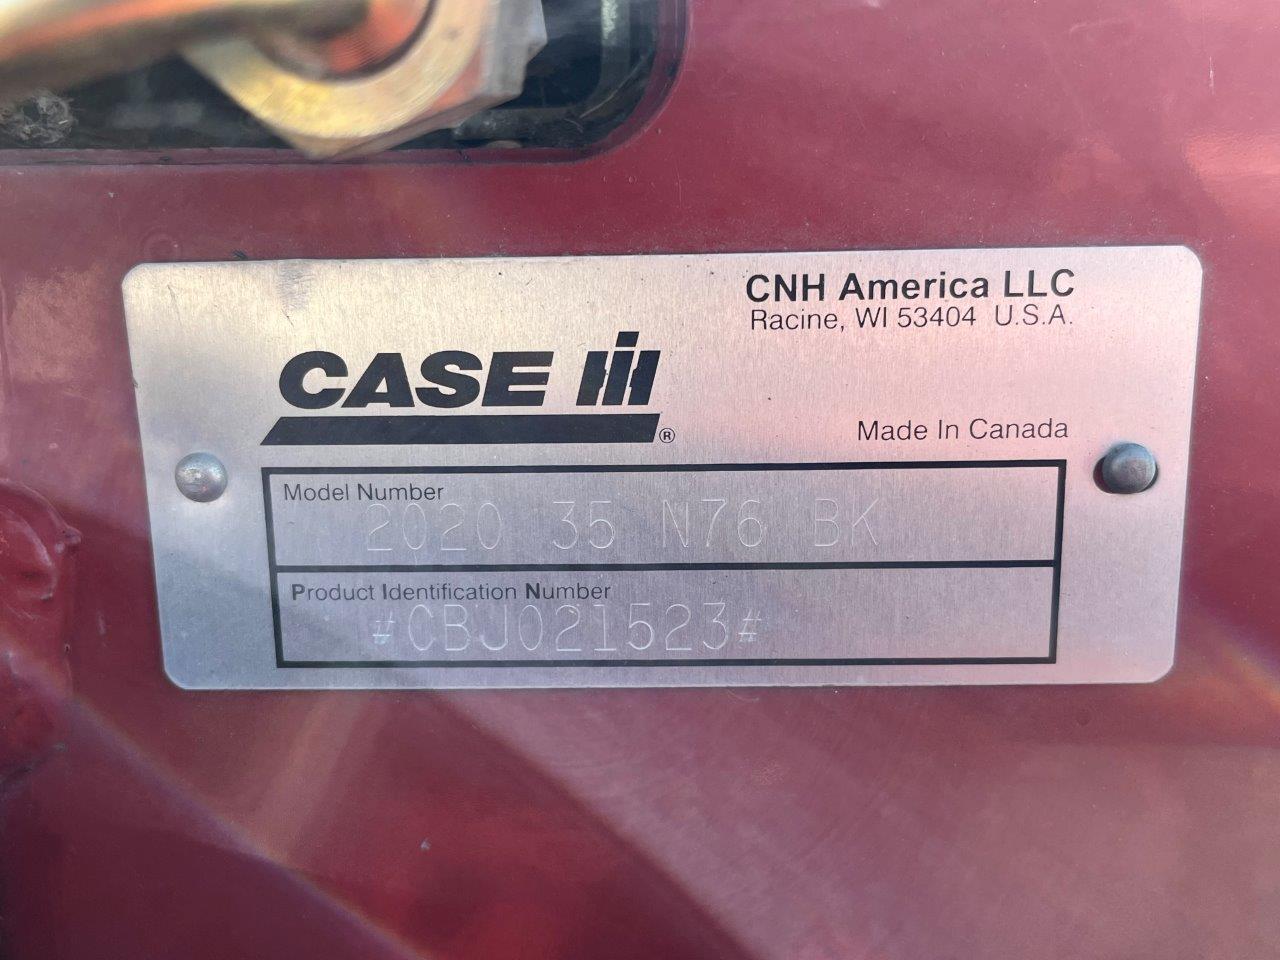 CNH America LLC
Racine, WI 53404 U.S.A.
CASE IH
®
Made In Canada
Model Number
2020 35 N76 BK
Product Identification Number
#CBJ021523#